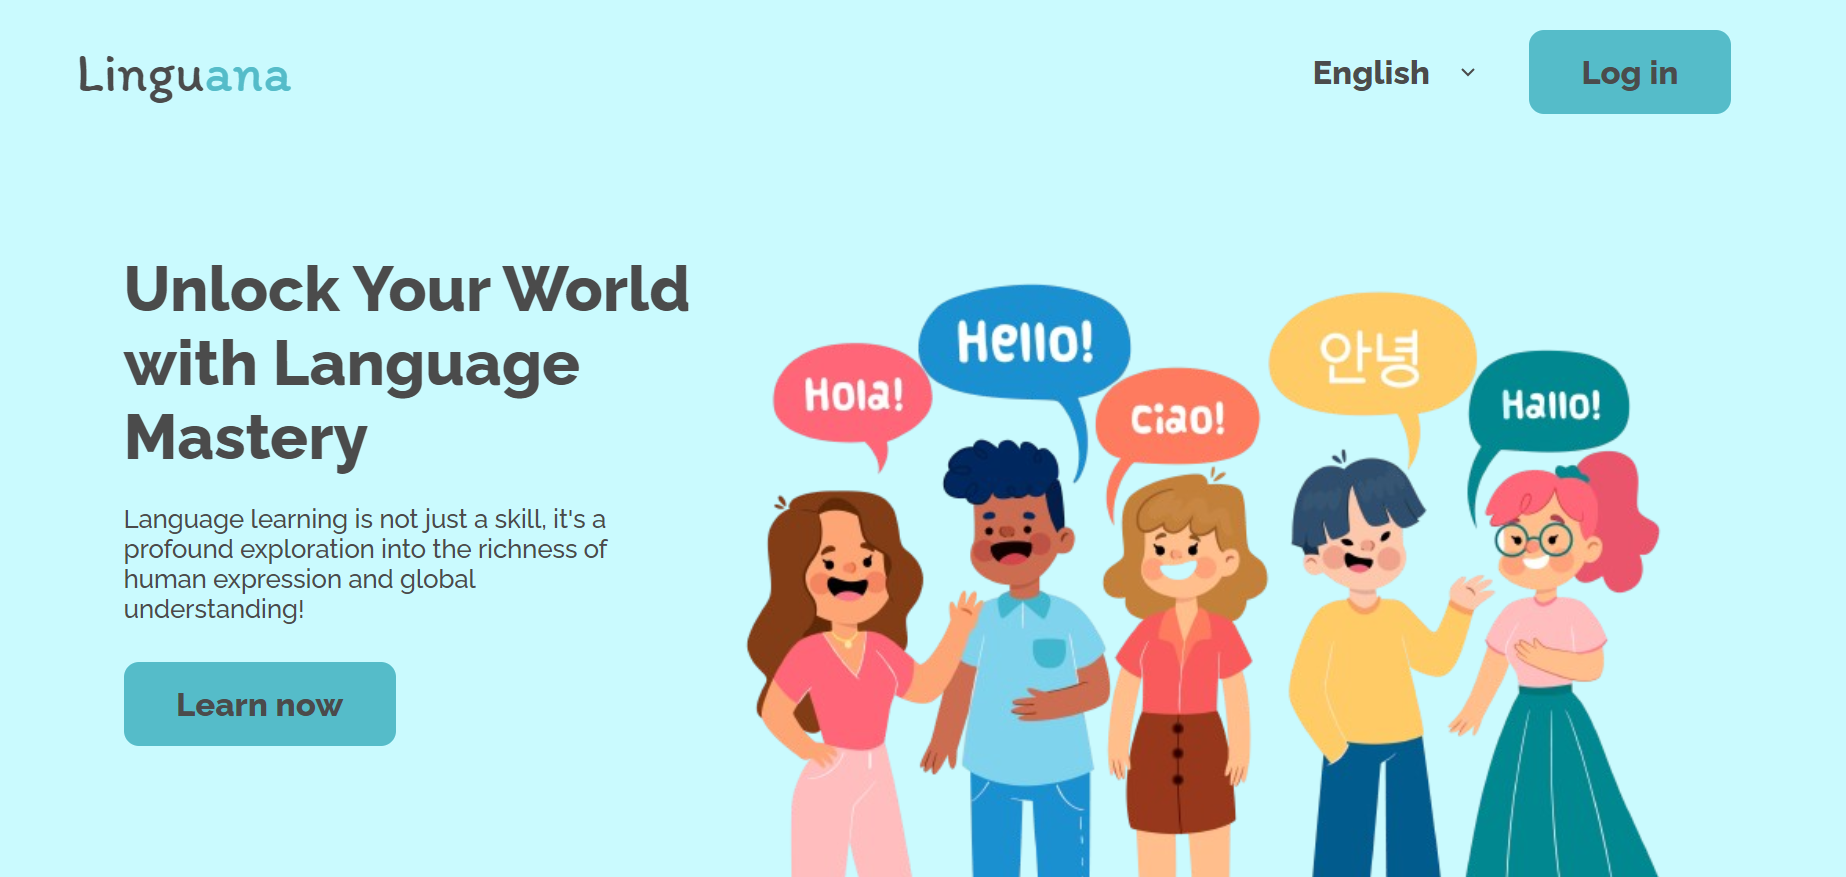 Linguana
English
Log in
Unlock Your World
with Language
Mastery
Language learning is not just a skill, it's a
profound exploration into the richness of
human expression and global
understanding!
Learn now
Hola!
Hello!
Ciao!
안녕
Hallo!